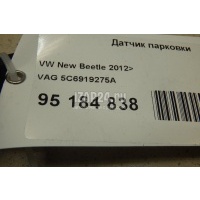 Датчик парковки
VW New Beetle 2012>
VAG 5C6919275A
95 184 838